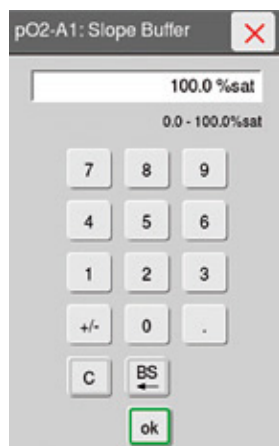 pO2-A1: Slope Buffer
100.0 %sat
0.0 - 100.0%sat
7 8 9
4 5 6
1 2 3
+/- 0 .
C BS
ok